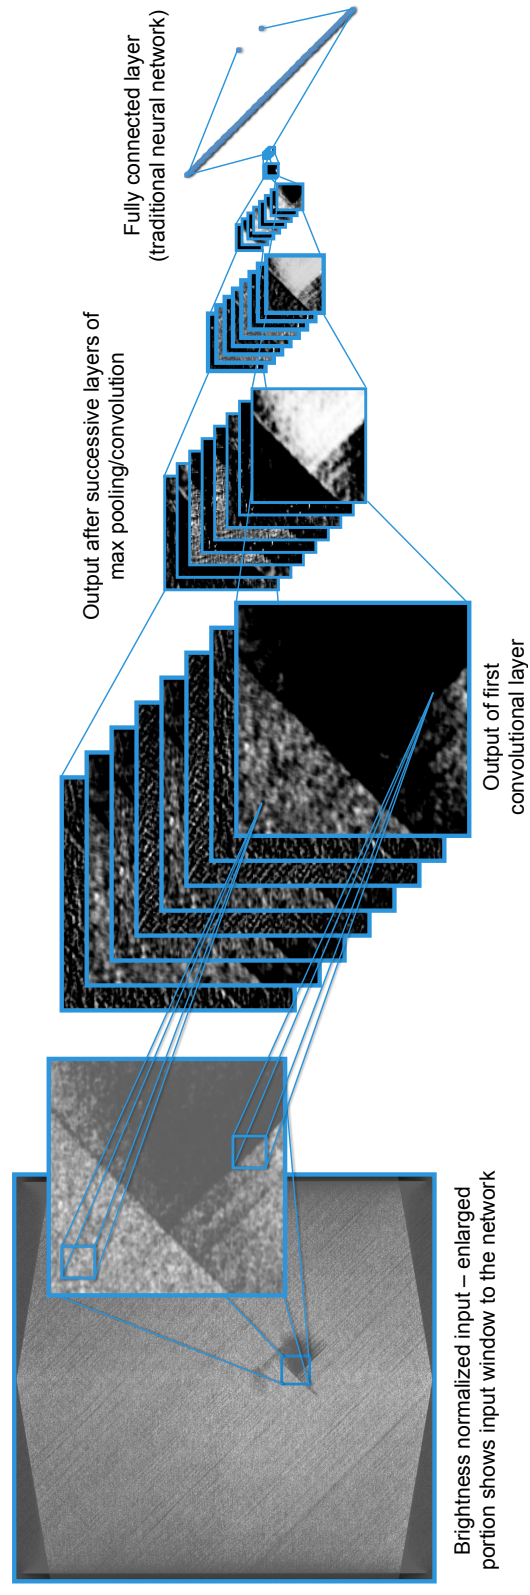 Brightness normalized input – enlarged
portion shows input window to the network
Output of first
convolutional layer
Output after successive layers of
max pooling/convolution
Fully connected layer
(traditional neural network)